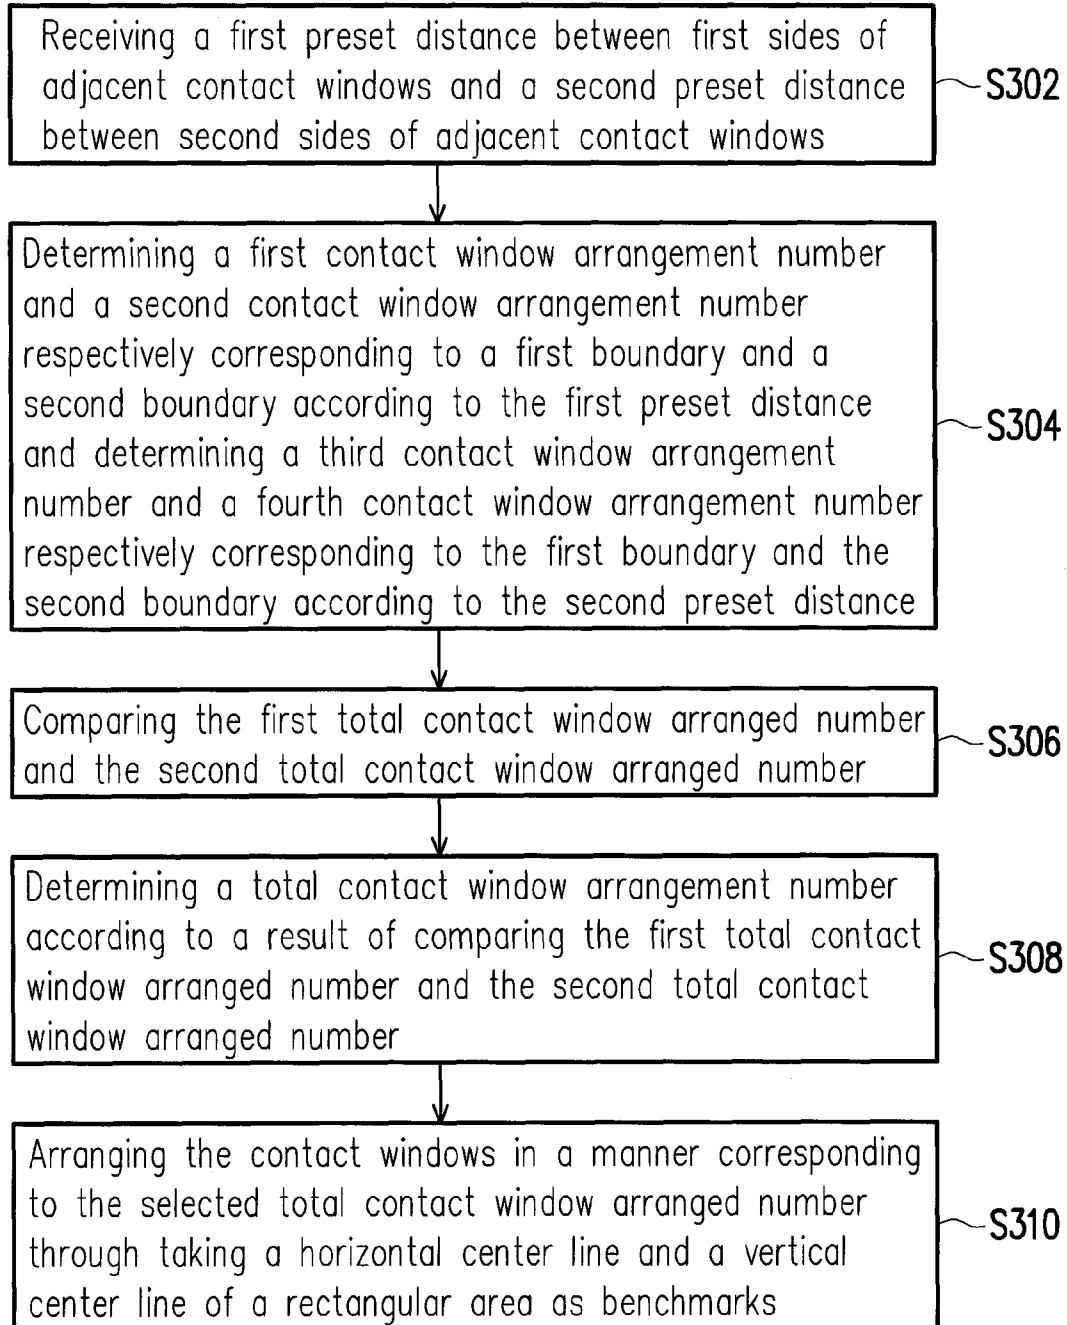 Receiving a first preset distance between first sides of
adjacent contact windows and a second preset distance
between second sides of adjacent contact windows
S302
Determining a first contact window arrangement number
and a second contact window arrangement number
respectively corresponding to a first boundary and a
second boundary according to the first preset distance
and determining a third contact window arrangement
number and a fourth contact window arrangement number
respectively corresponding to the first boundary and the
second boundary according to the second preset distance
S304
Comparing the first total contact window arranged number
and the second total contact window arranged number
S306
Determining a total contact window arrangement number
according to a result of comparing the first total contact
window arranged number and the second total contact
window arranged number
S308
Arranging the contact windows in a manner corresponding
to the selected total contact window arranged number
through taking a horizontal center line and a vertical
center line of a rectangular area as benchmarks
S310